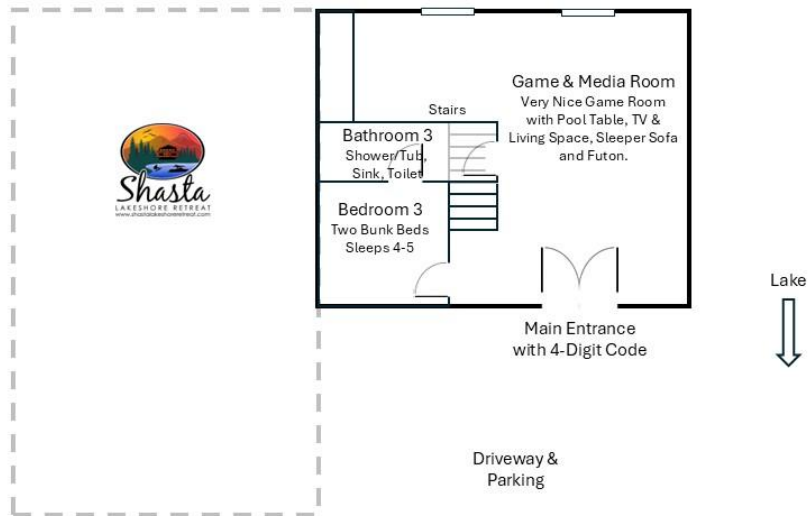 Game & Media Room
Very Nice Game Room
with Pool Table, TV &
Living Space, Sleeper Sofa
and Futon.
Stairs
Bathroom 3
Shower/Tub,
Sink, Toilet
Shasta
LAKESHORE RETREAT
www.shastalakeshoreretreat.com
Bedroom 3
Two Bunk Beds
Sleeps 4-5
Lake
Main Entrance
with 4-Digit Code
Driveway &
Parking